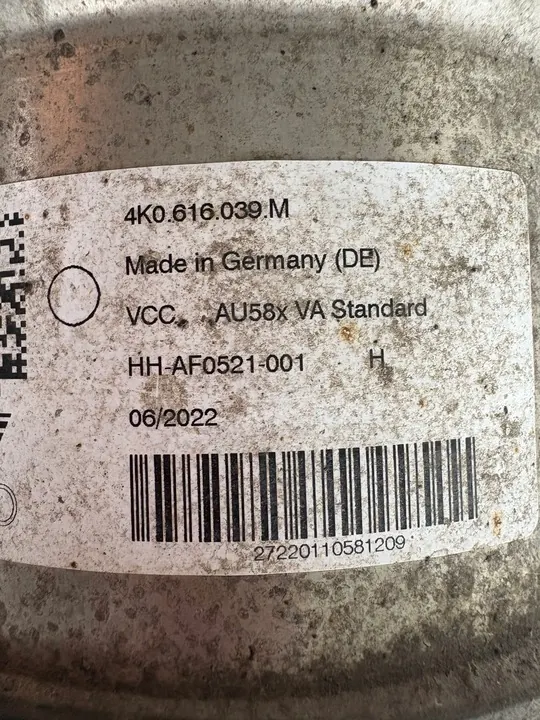 4K0.616.039.M
Made in Germany (DE)
VCC AU58x VA Standard
HH-AF0521-001 H
06/2022
27220110581209